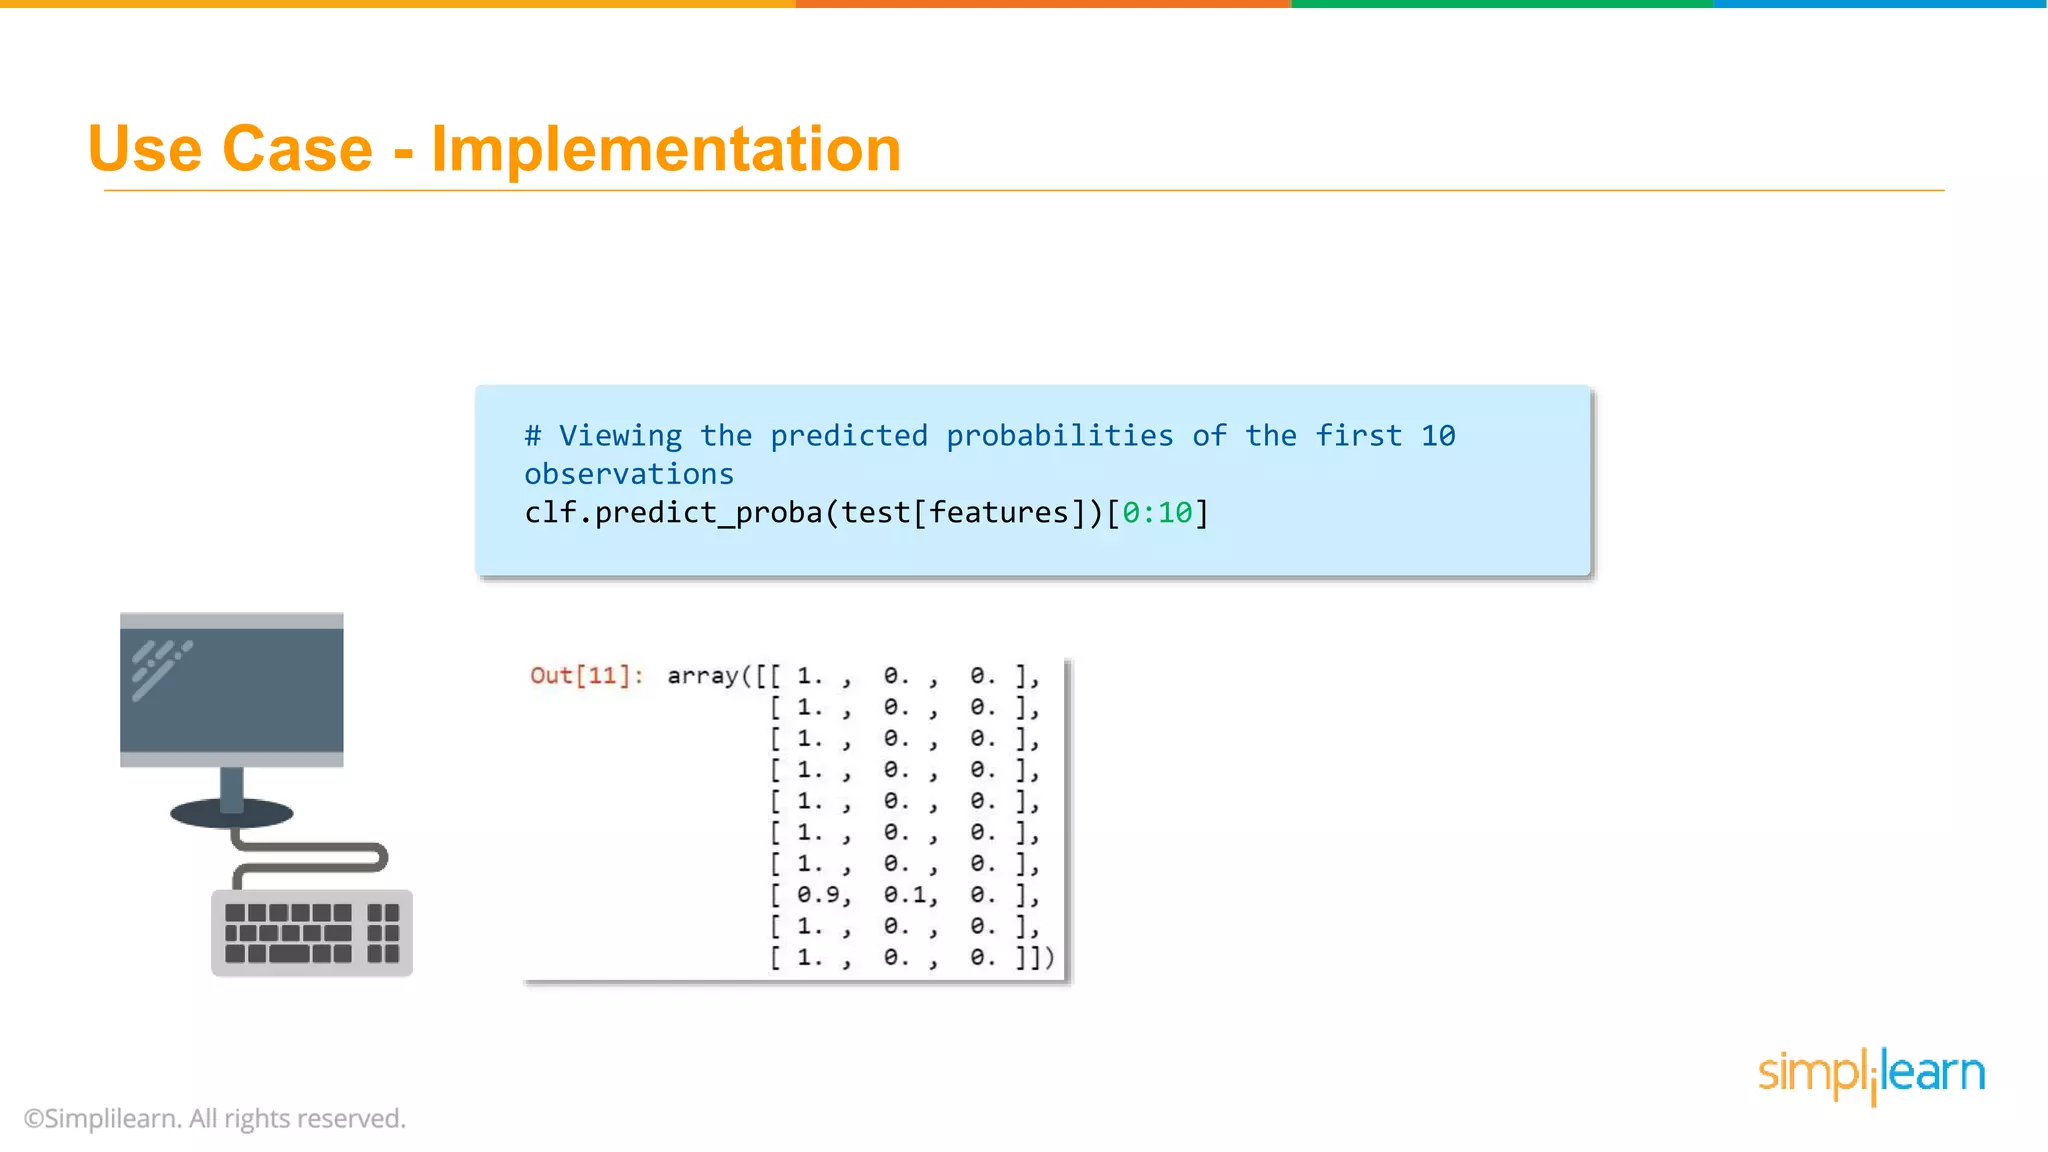 Use Case - Implementation
# Viewing the predicted probabilities of the first 10
observations
clf.predict_proba(test[features])[0:10]
Out[11]: array([[ 1. ,  0. ,  0. ],
[ 1. ,  0. ,  0. ],
[ 1. ,  0. ,  0. ],
[ 1. ,  0. ,  0. ],
[ 1. ,  0. ,  0. ],
[ 1. ,  0. ,  0. ],
[ 1. ,  0. ,  0. ],
[ 0.9,  0.1,  0. ],
[ 1. ,  0. ,  0. ],
[ 1. ,  0. ,  0. ]])
simplilearn
©Simplilearn. All rights reserved.